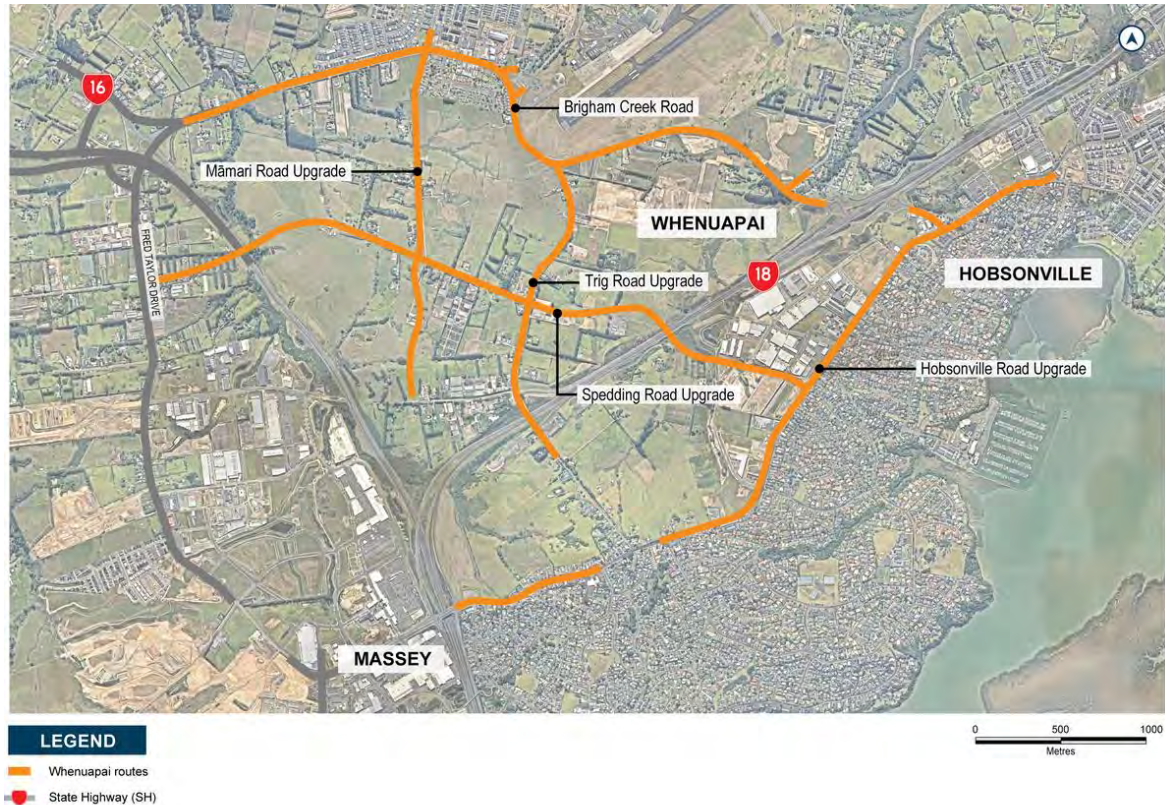 16
Brigham Creek Road
Māmari Road Upgrade
WHENUAPAI
FRED TAYLOR DRIVE
18
HOBSONVILLE
Trig Road Upgrade
Hobsonville Road Upgrade
Spedding Road Upgrade
MASSEY
LEGEND
Whenuapai routes
State Highway (SH)
0 500 1000
Metres